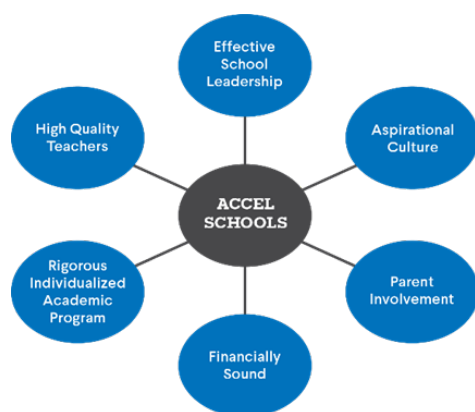 Effective
School
Leadership
High Quality
Teachers
Aspirational
Culture
ACCEL
SCHOOLS
Rigorous
Individualized
Academic
Program
Parent
Involvement
Financially
Sound